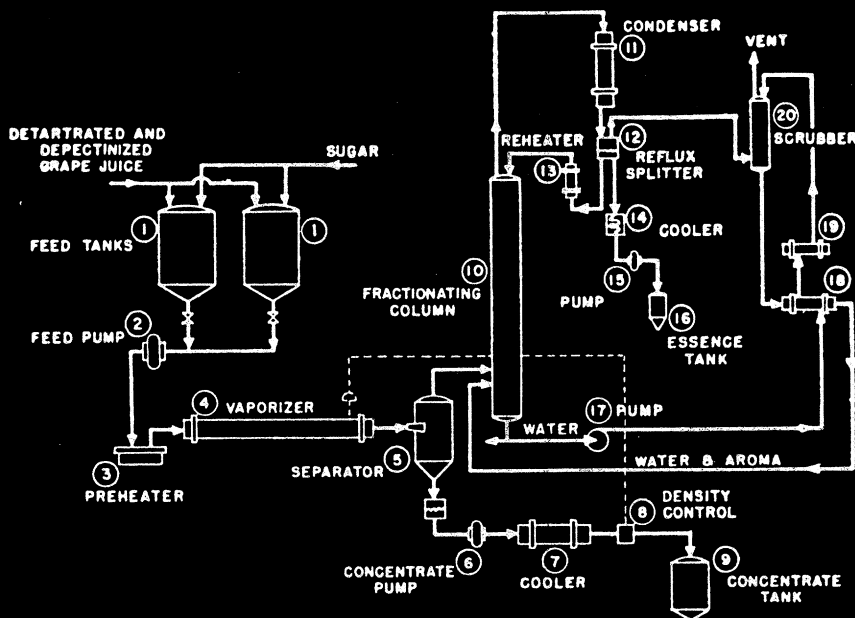 CONDENSER
11
VENT
20
SCRUBBER
DETARTRATED AND
DEPECTINIZED
GRAPE JUICE
SUGAR
REHEATER
12
REFLUX
SPLITTER
13
1
1
FEED TANKS
14
COOLER
19
10
FRACTIONATING
COLUMN
15
PUMP
18
16
ESSENCE
TANK
2
FEED PUMP
4
VAPORIZER
17
PUMP
WATER
3
PREHEATER
SEPARATOR
5
WATER & AROMA
8
DENSITY
CONTROL
CONCENTRATE
PUMP
6
7
COOLER
9
CONCENTRATE
TANK